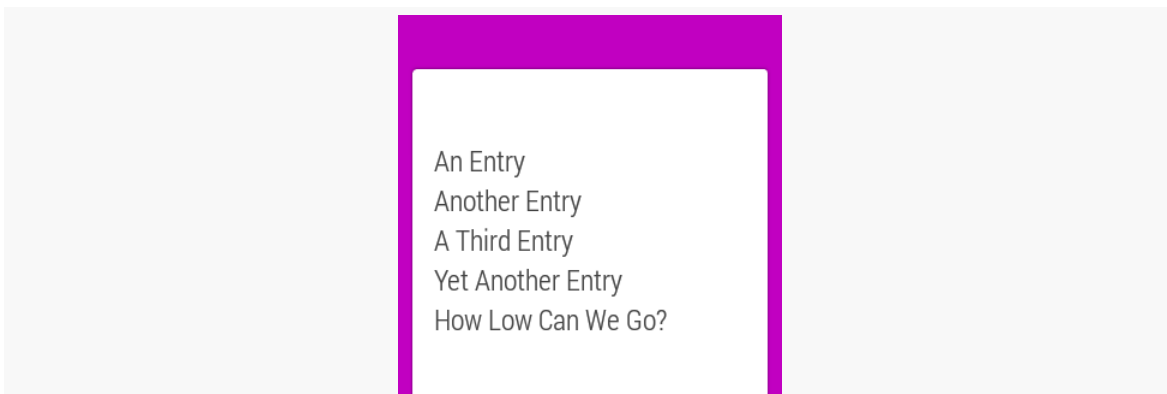 An Entry
Another Entry
A Third Entry
Yet Another Entry
How Low Can We Go?